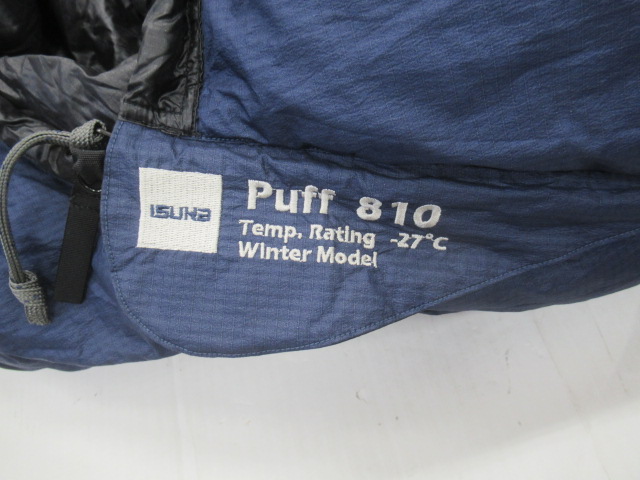 ISUKA
Puff 810
Temp. Rating -27°C
Winter Model